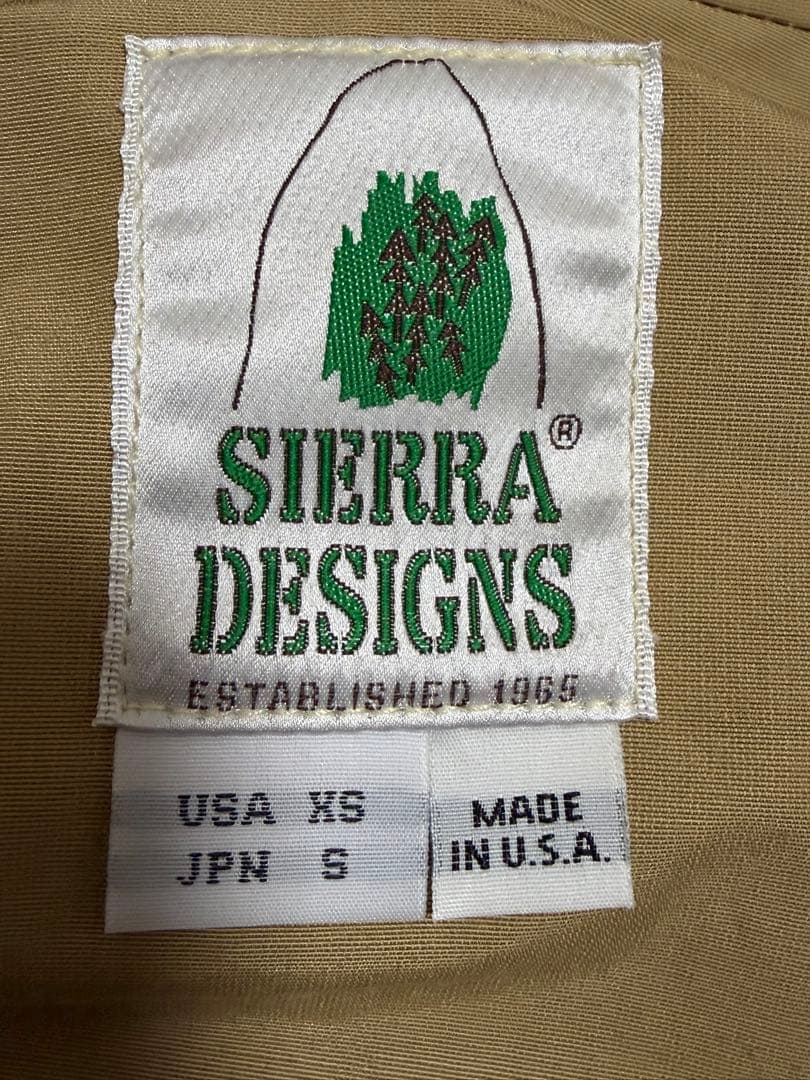 SIERRA®
DESIGNS
ESTABLISHED 1965
USA XS
JPN S
MADE
IN U.S.A.